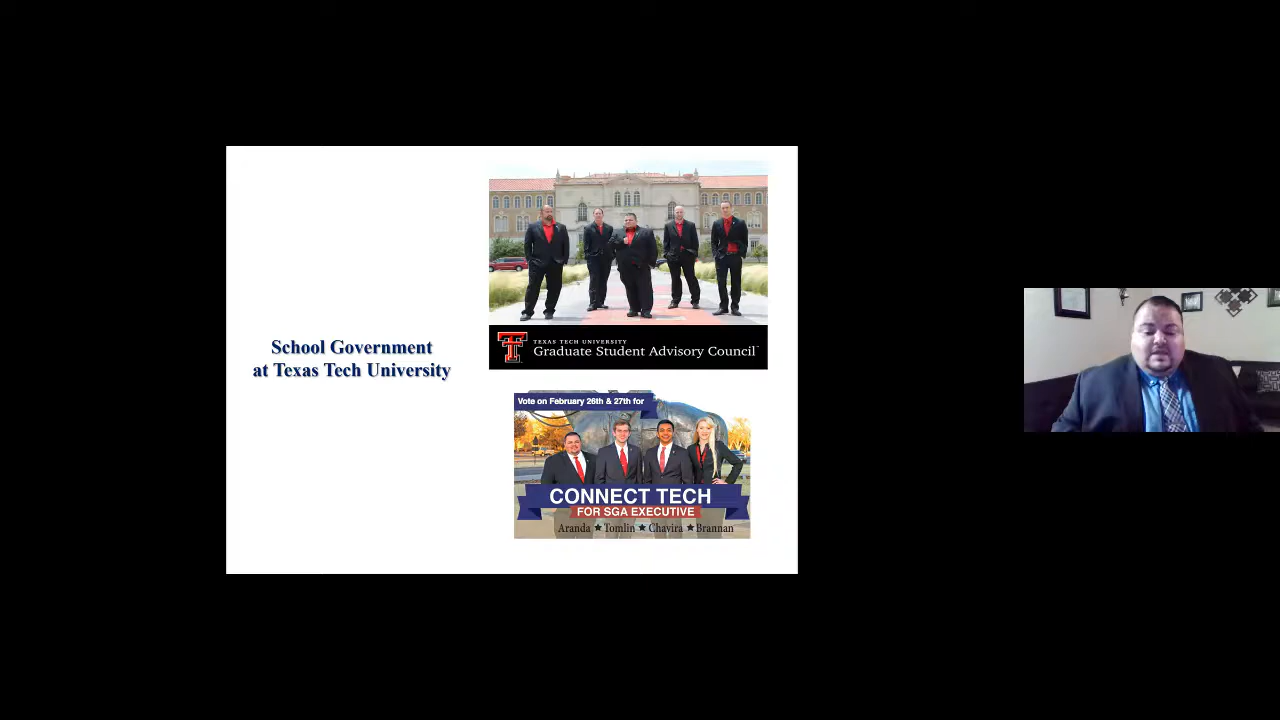 School Government
at Texas Tech University
TEXAS TECH UNIVERSITY
Graduate Student Advisory Council™
Vote on February 26th & 27th for
CONNECT TECH
FOR SGA EXECUTIVE
Aranda ★ Tomlin ★ Chavira ★ Brannan